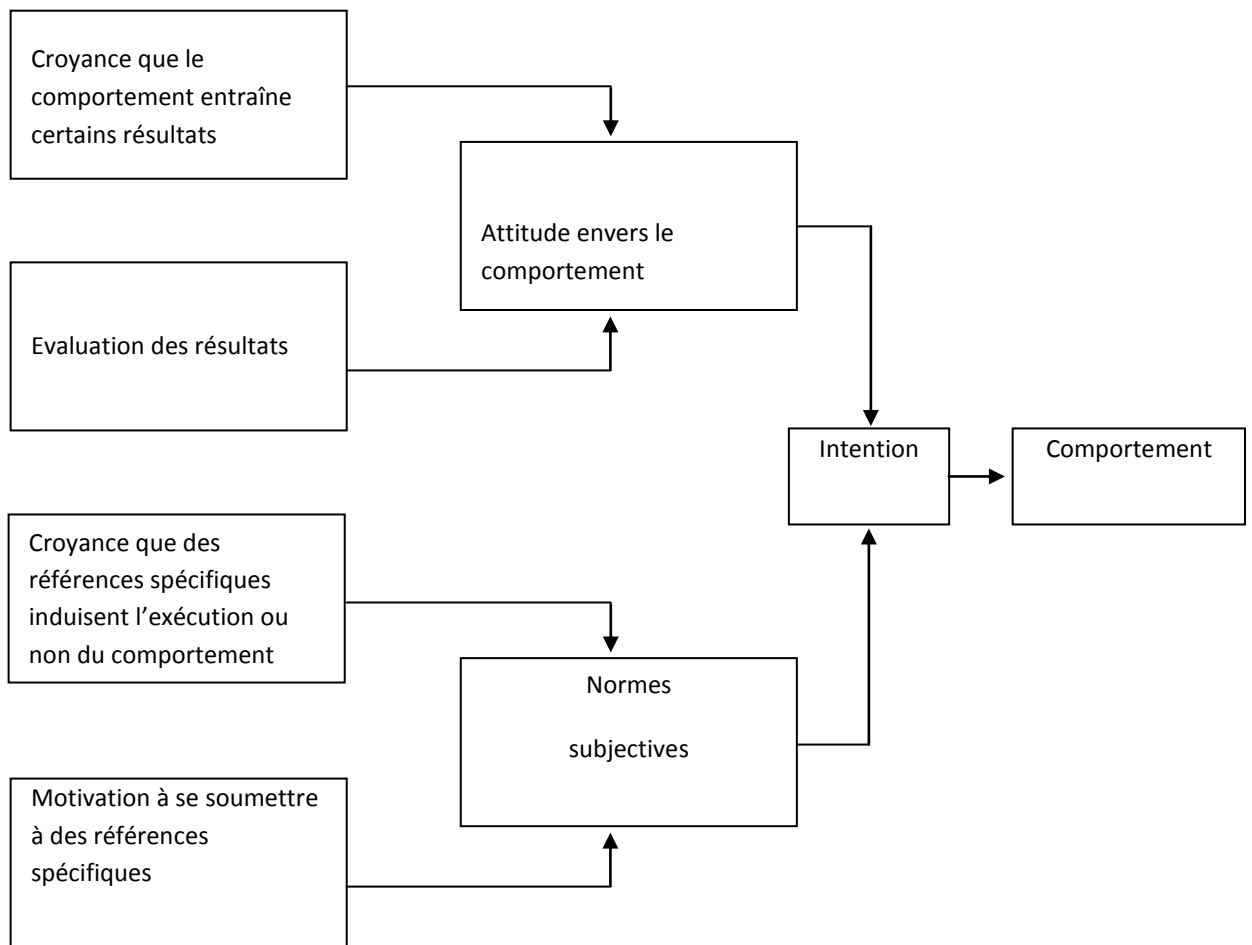 Croyance que le
comportement entraîne
certains résultats
Attitude envers le
comportement
Evaluation des résultats
Intention
Comportement
Croyance que des
références spécifiques
induisent l’exécution ou
non du comportement
Normes
subjectives
Motivation à se soumettre
à des références
spécifiques